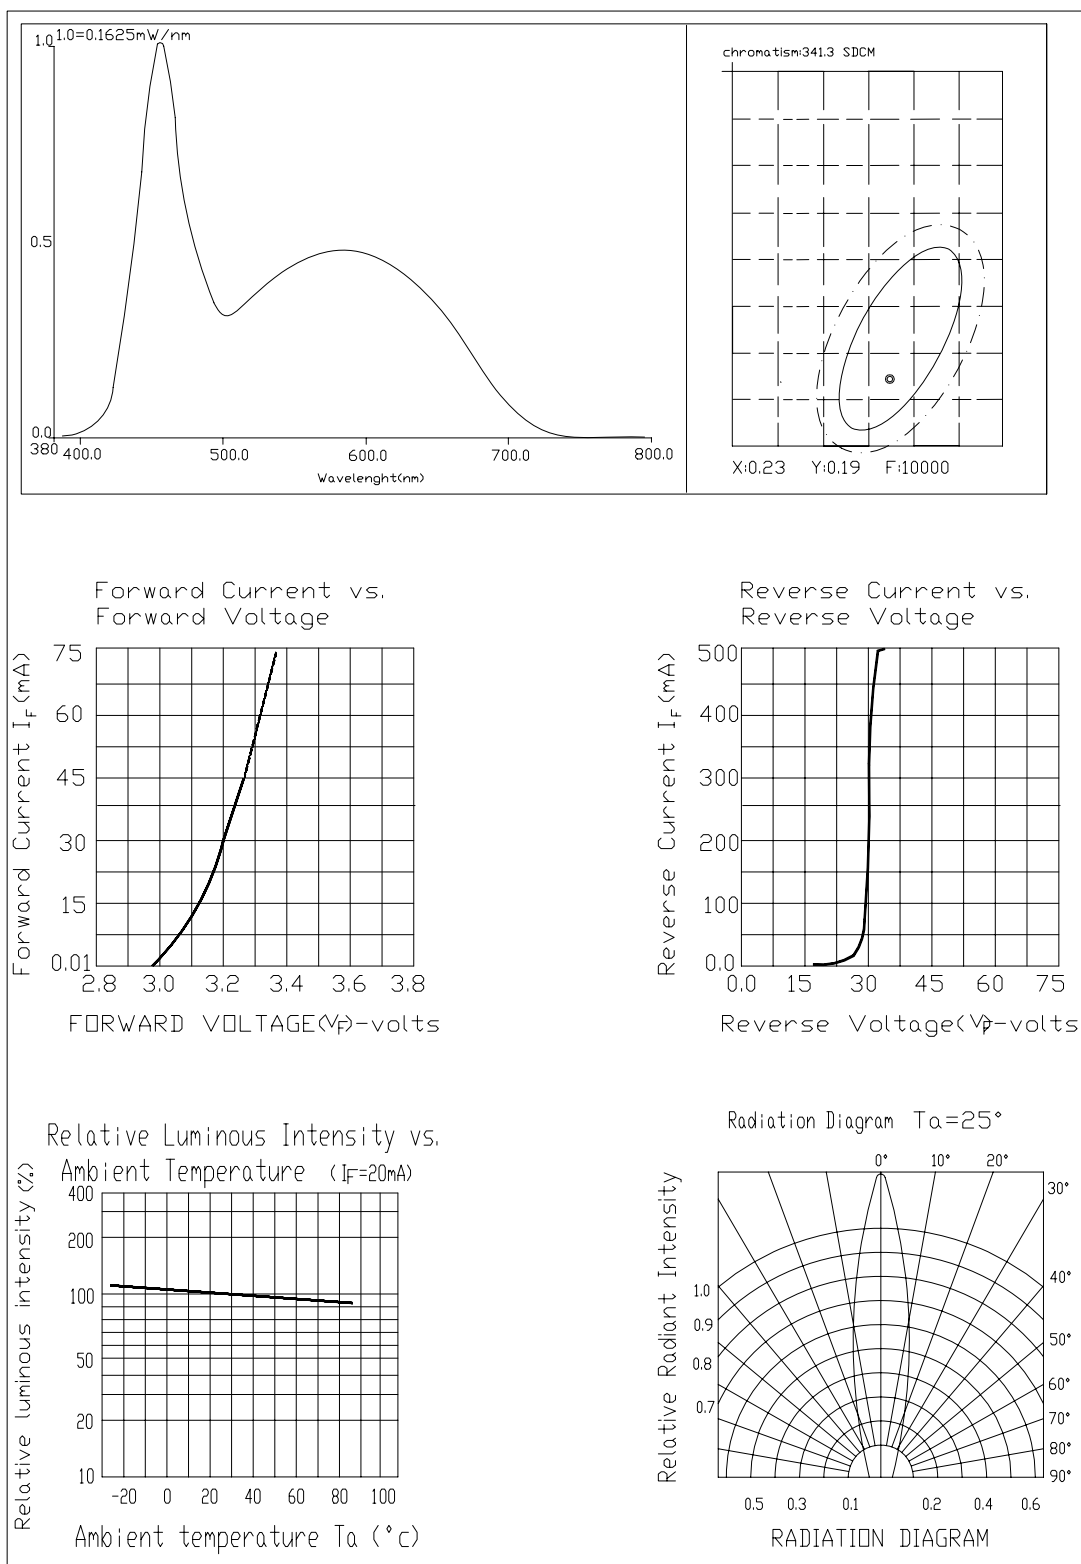 1.0=0.1625mW/nm
1.0
0.5
0.0
380
400.0 500.0 600.0 700.0 800.0
Wavelenght(nm)
chromatism:341.3 SDCM
X:0.23 Y:0.19 F:10000
Forward Current vs.
Forward Voltage
75
60
45
30
15
0.01
2.8 3.0 3.2 3.4 3.6 3.8
Forward Current IF(mA)
FORWARD VOLTAGE(VF)-volts
Reverse Current vs.
Reverse Voltage
500
400
300
200
100
0.0
0.0 15 30 45 60 75
Reverse Current IF(mA)
Reverse Voltage(VF)-volts
Relative Luminous Intensity vs.
Ambient Temperature (IF=20mA)
400
200
100
50
20
10
-20 0 20 40 60 80 100
Relative luminous intensity(%)
Ambient temperature Ta (°c)
Radiation Diagram Ta=25°
0° 10° 20°
30°
40°
50°
60°
70°
80°
90°
1.0
0.9
0.8
0.7
0.5 0.3 0.1 0.2 0.4 0.6
Relative Radiant Intensity
RADIATION DIAGRAM